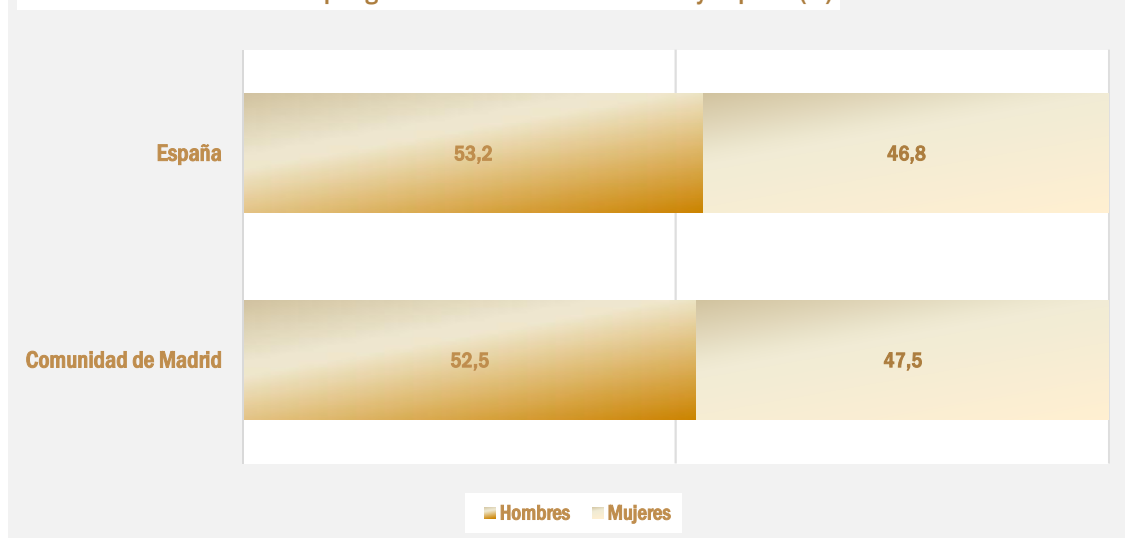 España
53,2
46,8
Comunidad de Madrid
52,5
47,5
Hombres
Mujeres